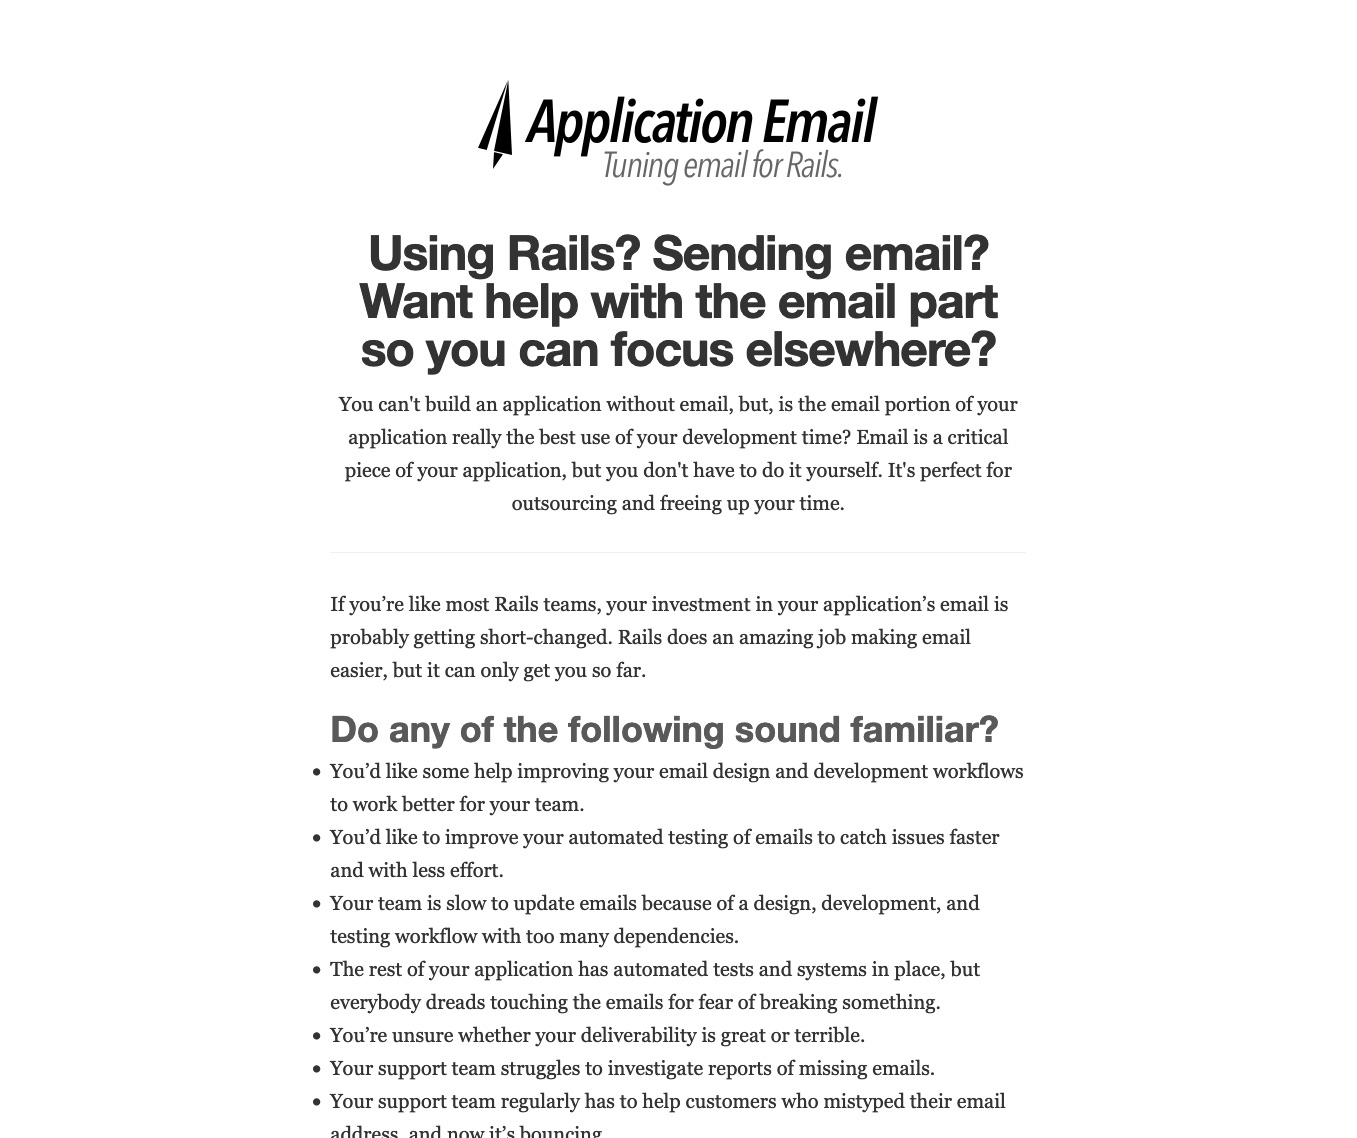 Application Email
Tuning email for Rails.
Using Rails? Sending email?
Want help with the email part
so you can focus elsewhere?
You can't build an application without email, but, is the email portion of your
application really the best use of your development time? Email is a critical
piece of your application, but you don't have to do it yourself. It's perfect for
outsourcing and freeing up your time.
If you’re like most Rails teams, your investment in your application’s email is
probably getting short-changed. Rails does an amazing job making email
easier, but it can only get you so far.
Do any of the following sound familiar?
• You’d like some help improving your email design and development workflows
to work better for your team.
• You’d like to improve your automated testing of emails to catch issues faster
and with less effort.
• Your team is slow to update emails because of a design, development, and
testing workflow with too many dependencies.
• The rest of your application has automated tests and systems in place, but
everybody dreads touching the emails for fear of breaking something.
• You’re unsure whether your deliverability is great or terrible.
• Your support team struggles to investigate reports of missing emails.
• Your support team regularly has to help customers who mistyped their email
address, and now it’s bouncing.